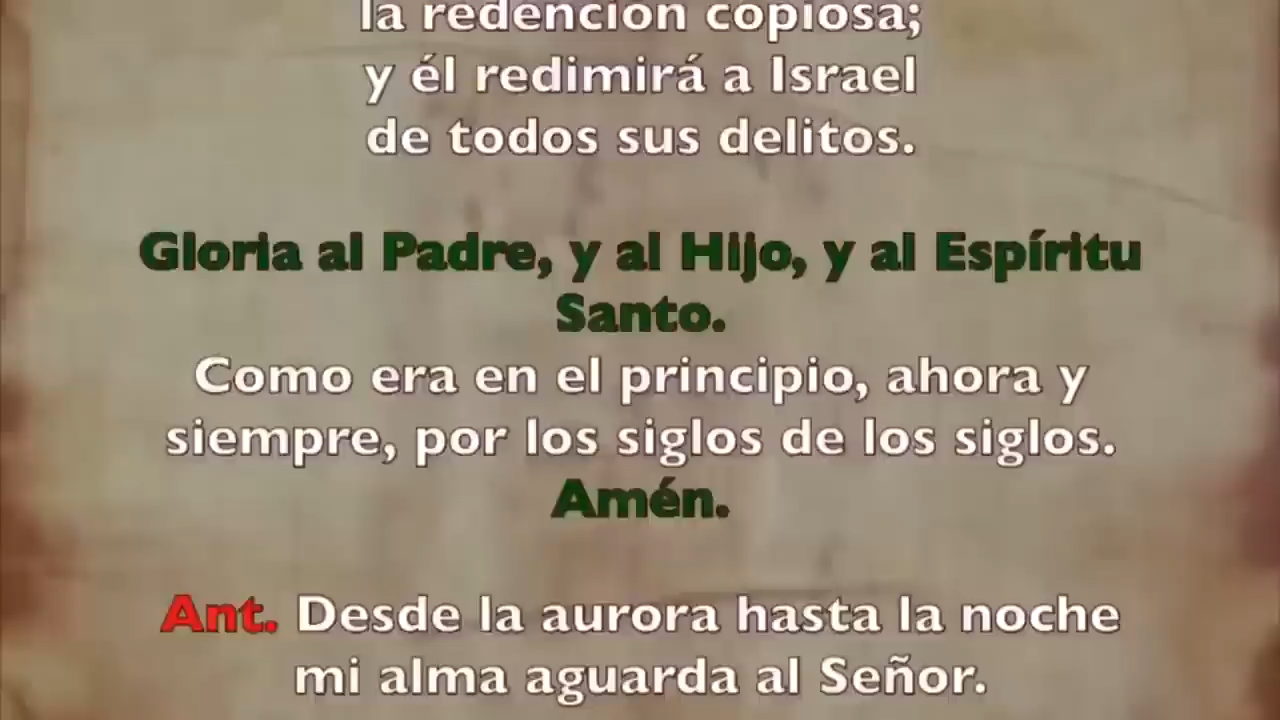 la redención copiosa;
y él redimirá a Israel
de todos sus delitos.
Gloria al Padre, y al Hijo, y al Espíritu
Santo.
Como era en el principio, ahora y
siempre, por los siglos de los siglos.
Amén.
Ant. Desde la aurora hasta la noche
mi alma aguarda al Señor.